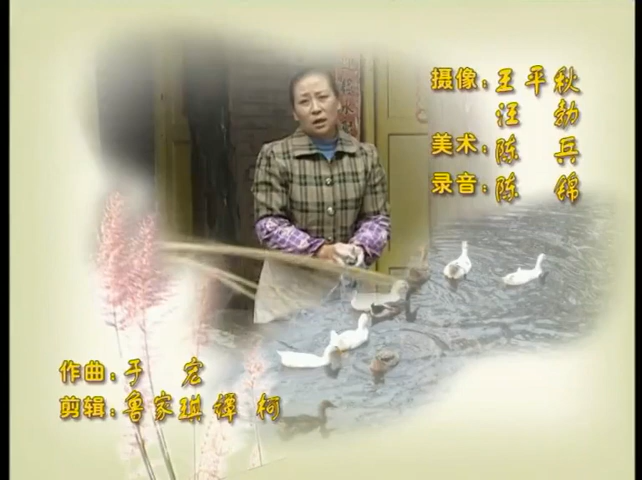 摄像：王平秋
汪 勃
美术：陈 兵
录音：陈 锦
作曲：于 宏
剪辑：鲁家琪 谭 柯